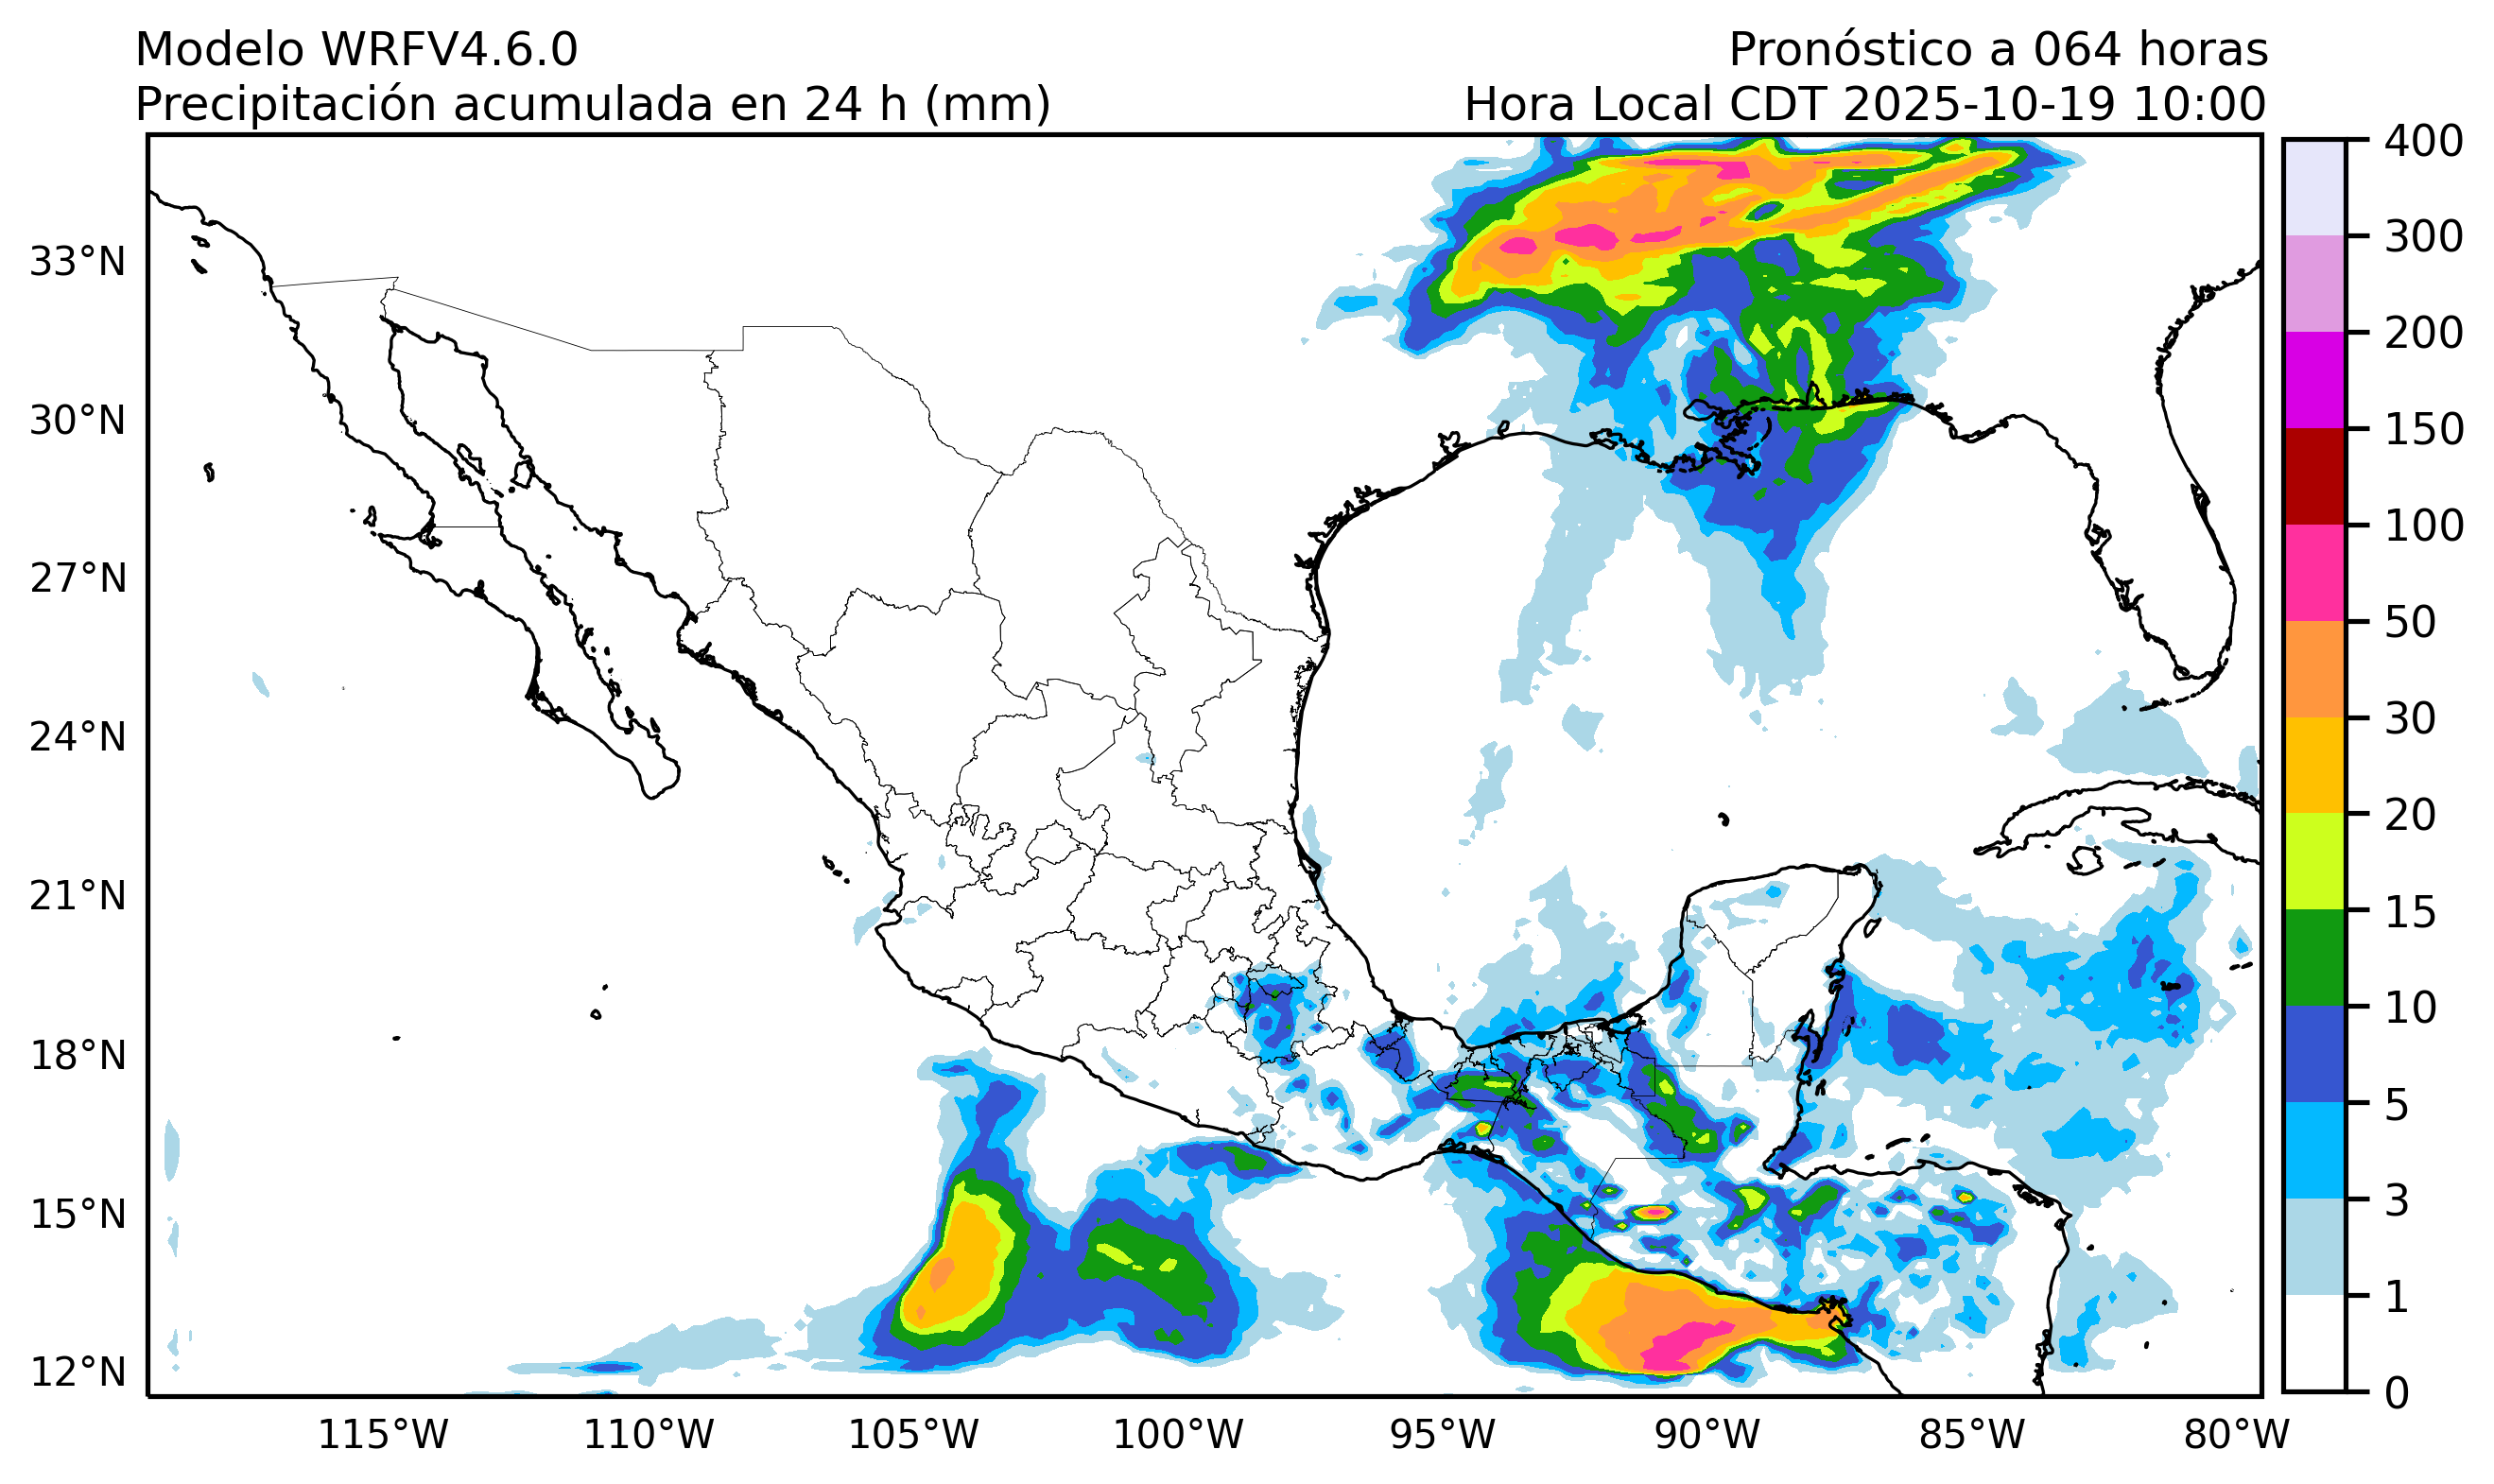 Modelo WRFV4.6.0
Pronóstico a 064 horas
Precipitación acumulada en 24 h (mm)
Hora Local CDT 2025-10-19 10:00
33°N
30°N
27°N
24°N
21°N
18°N
15°N
12°N
115°W
110°W
105°W
100°W
95°W
90°W
85°W
80°W
400
300
200
150
100
50
30
20
15
10
5
3
1
0